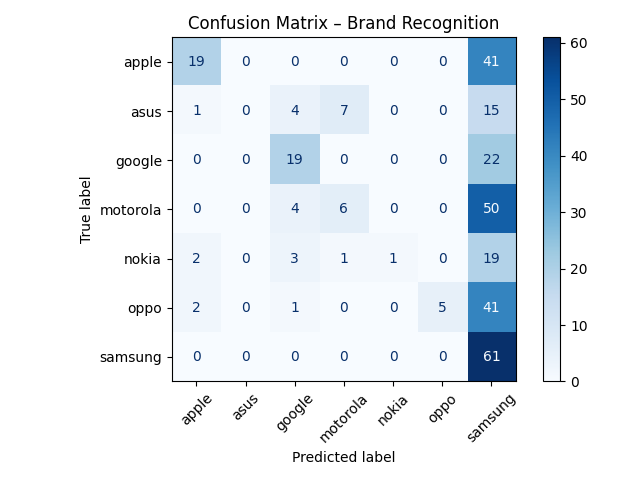 Confusion Matrix – Brand Recognition
True label
apple 19 0 0 0 0 0 41
asus 1 0 4 7 0 0 15
google 0 0 19 0 0 0 22
motorola 0 0 4 6 0 0 50
nokia 2 0 3 1 1 0 19
oppo 2 0 1 0 0 5 41
samsung 0 0 0 0 0 0 61
apple asus google motorola nokia oppo samsung
Predicted label
60
50
40
30
20
10
0